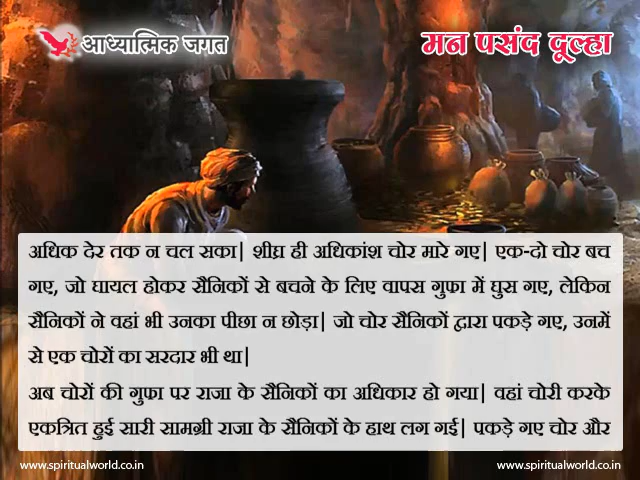 आध्यात्मिक जगत
मन पसंद दूल्हा
अधिक देर तक न चल सका| शीघ्र ही अधिकांश चोर मारे गए| एक-दो चोर बच
गए, जो घायल होकर सैनिकों से बचने के लिए वापस गुफा में घुस गए, लेकिन
सैनिकों ने वहां भी उनका पीछा न छोड़ा| जो चोर सैनिकों द्वारा पकड़े गए, उनमें
से एक चोरों का सरदार भी था|
अब चोरों की गुफा पर राजा के सैनिकों का अधिकार हो गया| वहां चोरी करके
एकत्रित हुई सारी सामग्री राजा के सैनिकों के हाथ लग गई| पकड़े गए चोर और
www.spiritualworld.co.in
www.spiritualworld.co.in